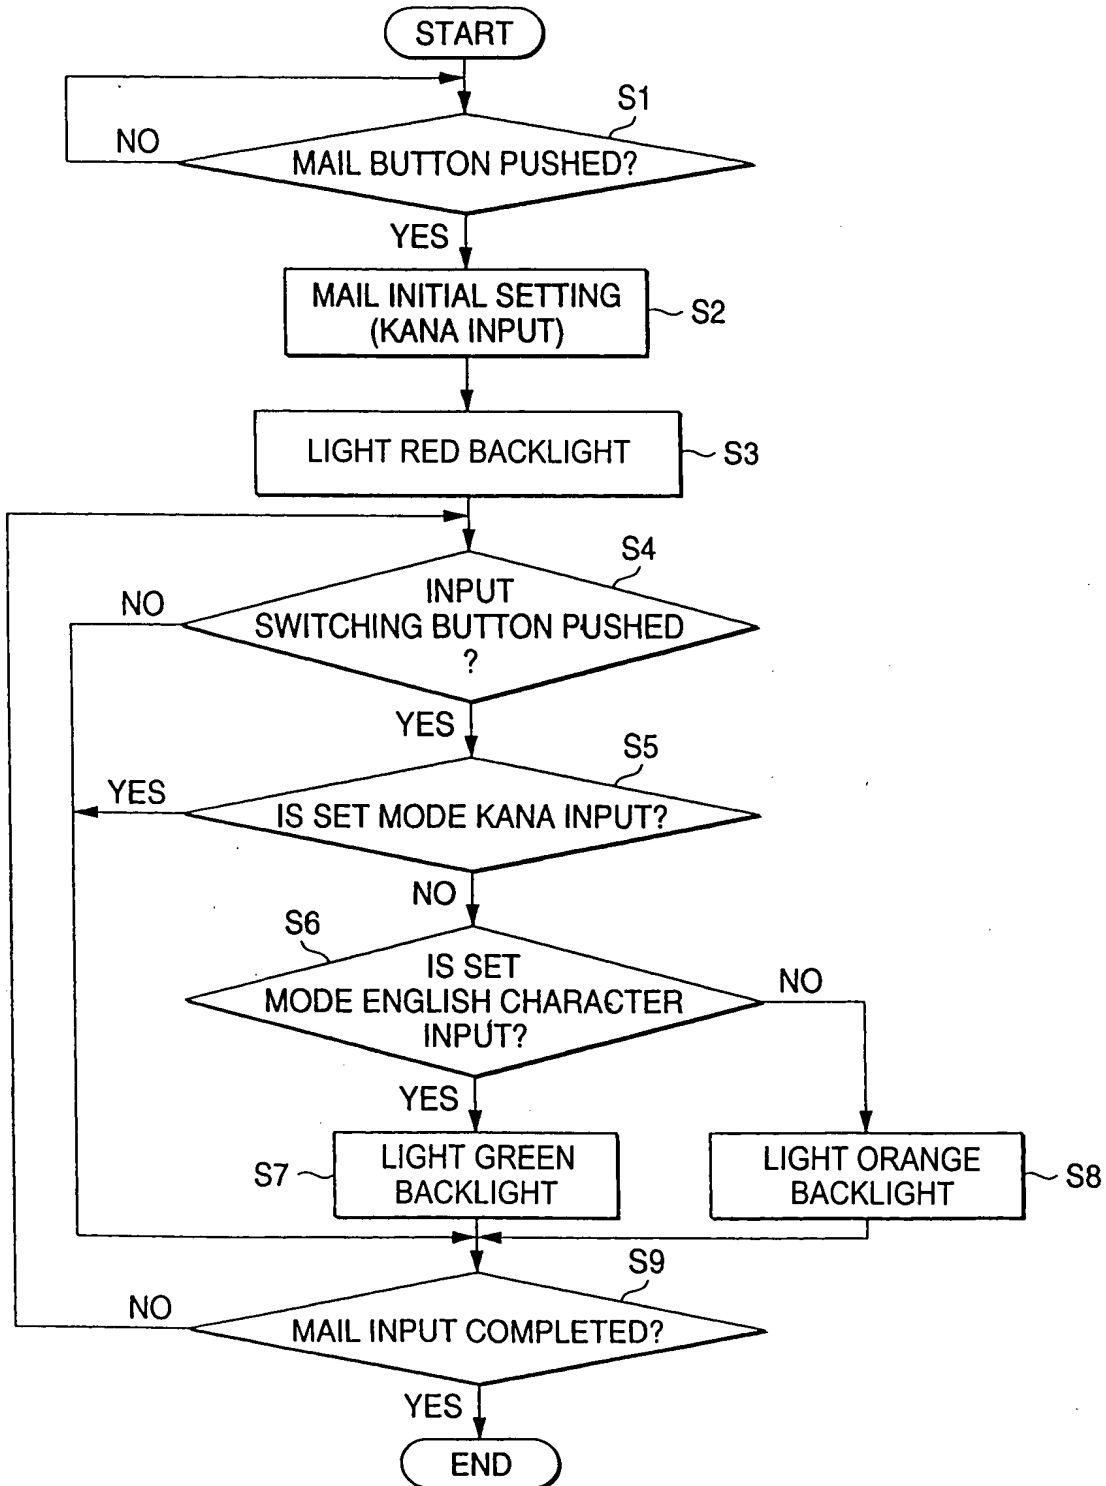 START
S1
NO
MAIL BUTTON PUSHED?
YES
MAIL INITIAL SETTING
(KANA INPUT)
S2
LIGHT RED BACKLIGHT
S3
S4
NO
INPUT
SWITCHING BUTTON PUSHED
?
YES
S5
YES
IS SET MODE KANA INPUT?
NO
S6
IS SET
MODE ENGLISH CHARACTER
INPUT?
NO
YES
S7
LIGHT GREEN
BACKLIGHT
LIGHT ORANGE
BACKLIGHT
S8
S9
NO
MAIL INPUT COMPLETED?
YES
END